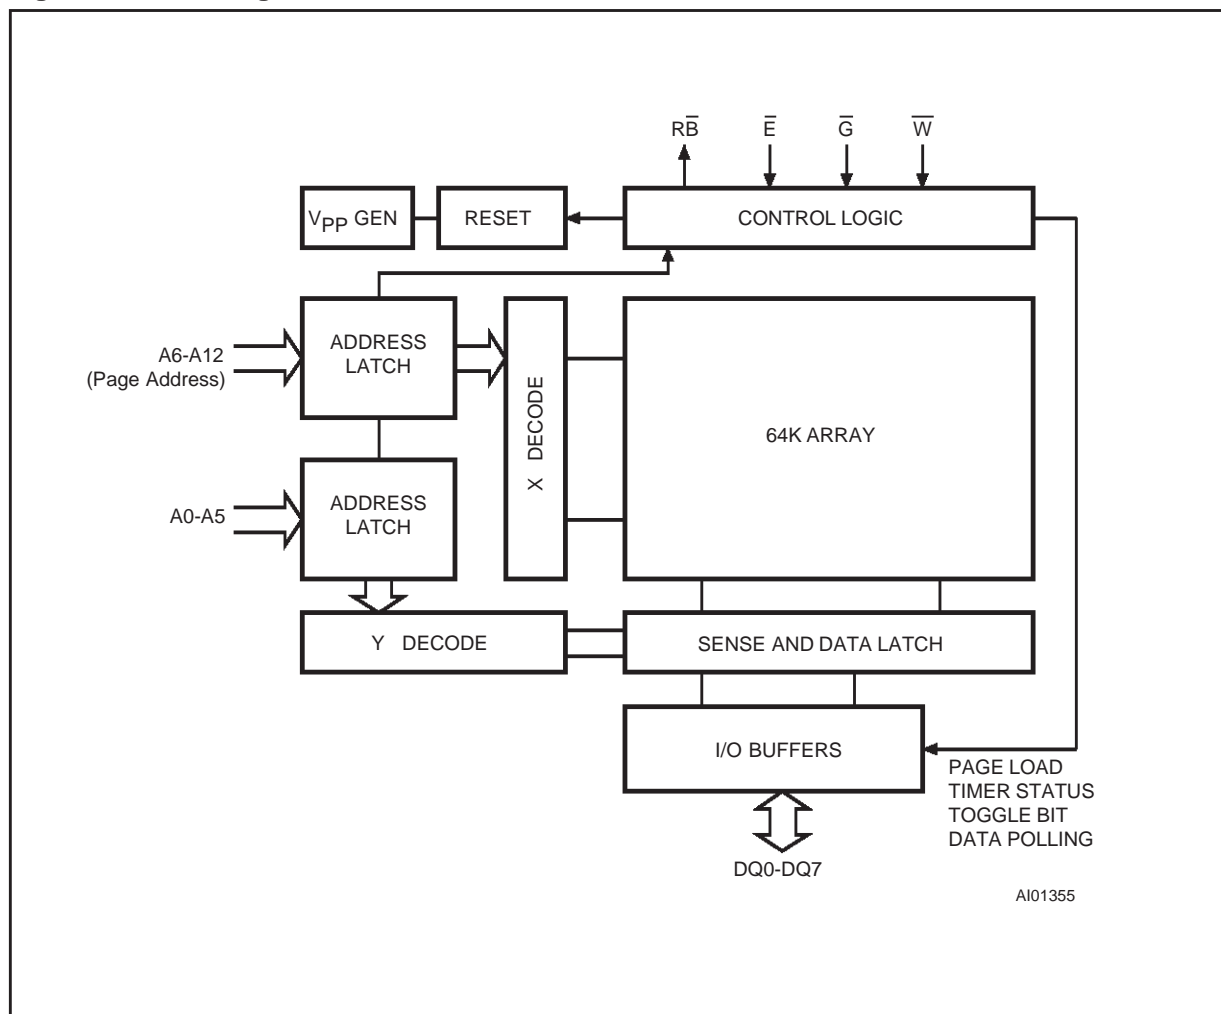 RB̅ E̅ G̅ W̅
VPP GEN RESET CONTROL LOGIC
A6-A12
(Page Address)
ADDRESS
LATCH
X DECODE
64K ARRAY
A0-A5
ADDRESS
LATCH
Y DECODE
SENSE AND DATA LATCH
I/O BUFFERS
PAGE LOAD
TIMER STATUS
TOGGLE BIT
DATA POLLING
DQ0-DQ7
AI01355